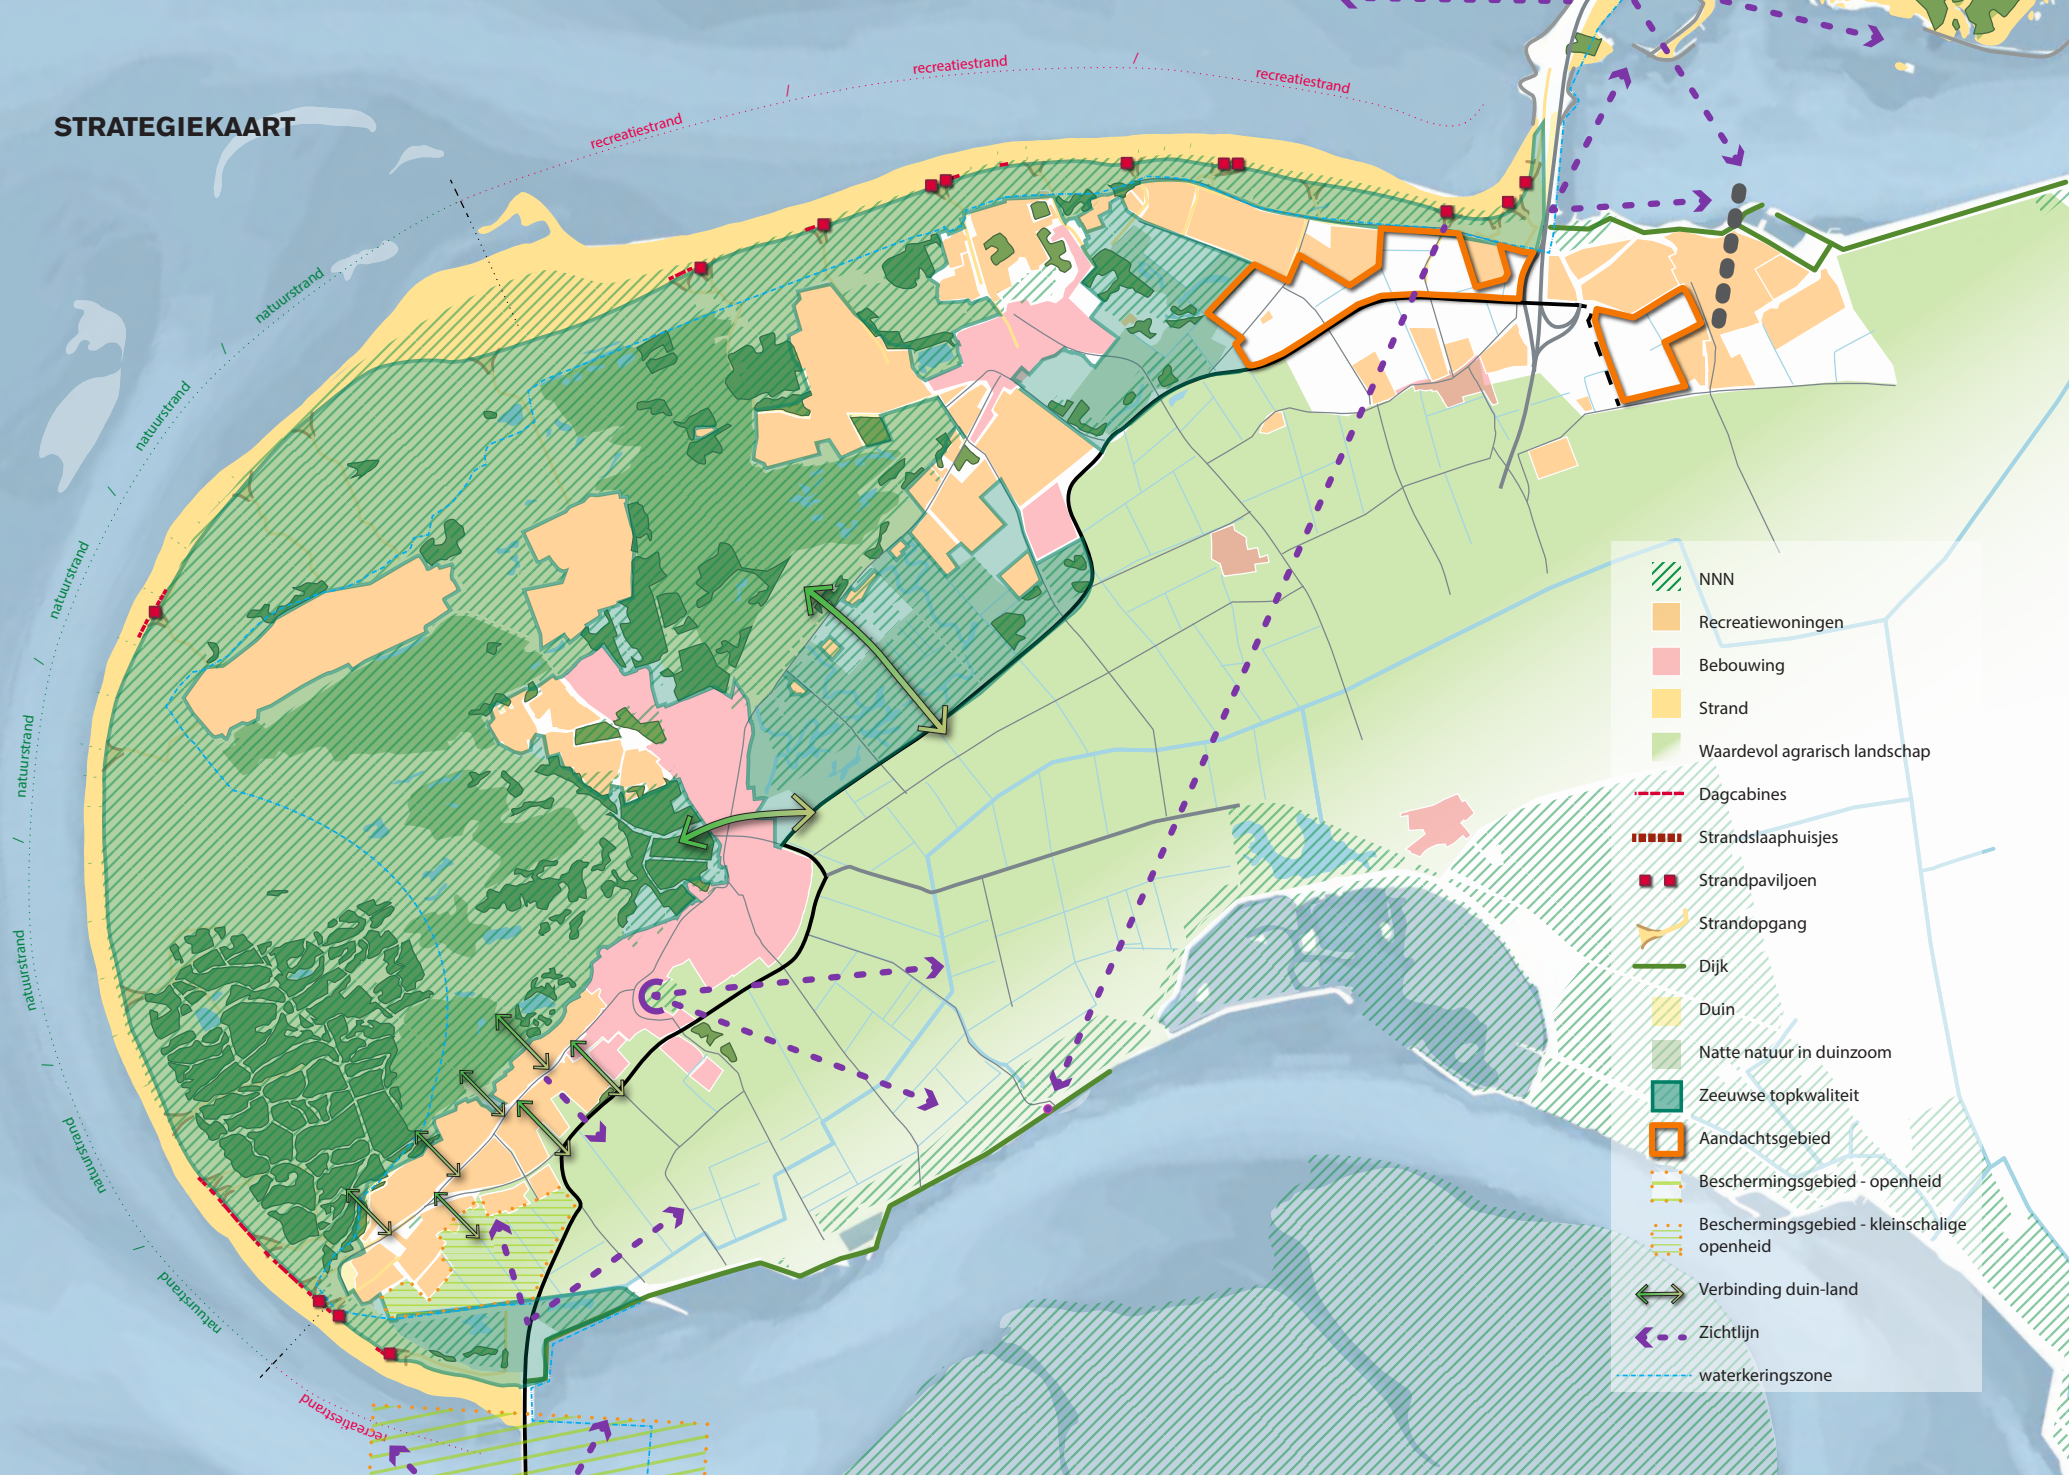 STRATEGIEKAART
recreatiestrand
/
recreatiestrand
/
recreatiestrand
natuurstrand
/
natuurstrand
/
natuurstrand
/
natuurstrand
/
natuurstrand
/
natuurstrand
/
natuurstrand
recreatiestrand
NNN
Recreatiewoningen
Bebouwing
Strand
Waardevol agrarisch landschap
Dagcabines
Strandslaaphuisjes
Strandpaviljoen
Strandopgang
Dijk
Duin
Natte natuur in duinzoom
Zeeuwse topkwaliteit
Aandachtsgebied
Beschermingsgebied - openheid
Beschermingsgebied - kleinschalige
openheid
Verbinding duin-land
Zichtlijn
waterkeringszone